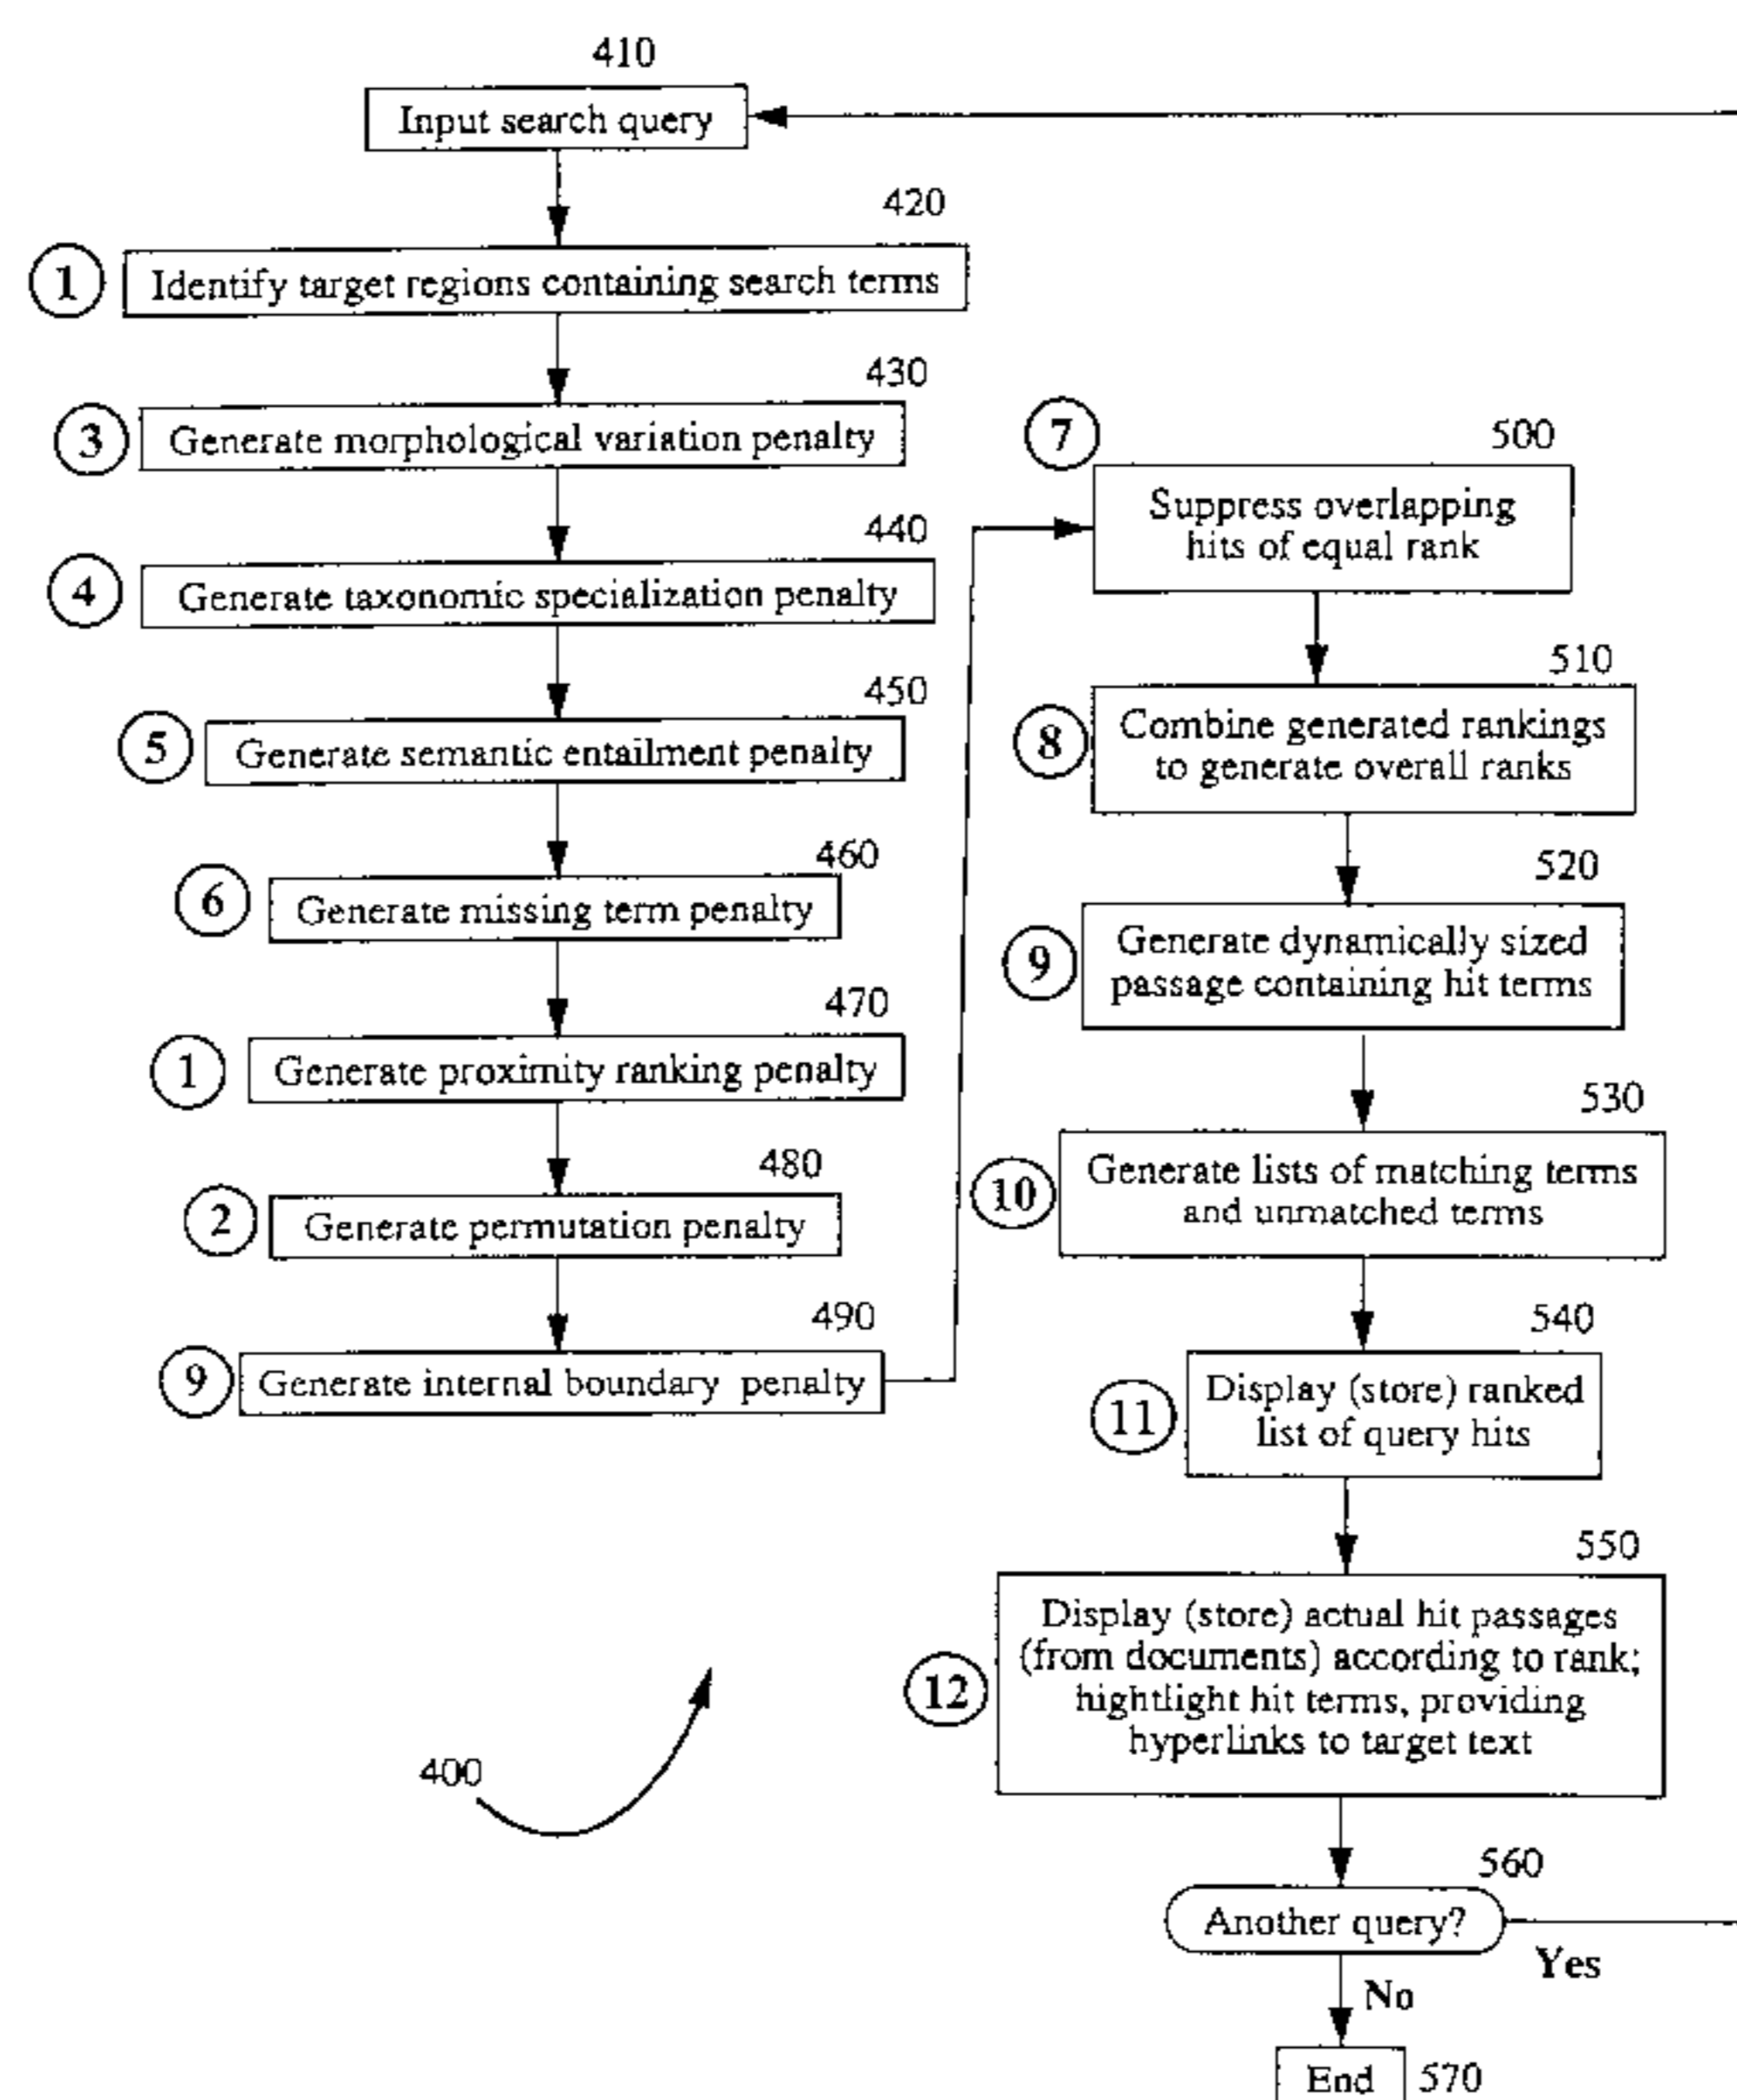 410
Input search query
420
1 Identify target regions containing search terms
430
3 Generate morphological variation penalty
440
4 Generate taxonomic specialization penalty
450
5 Generate semantic entailment penalty
460
6 Generate missing term penalty
470
1 Generate proximity ranking penalty
480
2 Generate permutation penalty
490
9 Generate internal boundary penalty
7 500
Suppress overlapping
hits of equal rank
510
8 Combine generated rankings
to generate overall ranks
520
9 Generate dynamically sized
passage containing hit terms
530
10 Generate lists of matching terms
and unmatched terms
540
11 Display (store) ranked
list of query hits
550
12 Display (store) actual hit passages
(from documents) according to rank;
hightlight hit terms, providing
hyperlinks to target text
400
560
Another query?
Yes
No
End 570